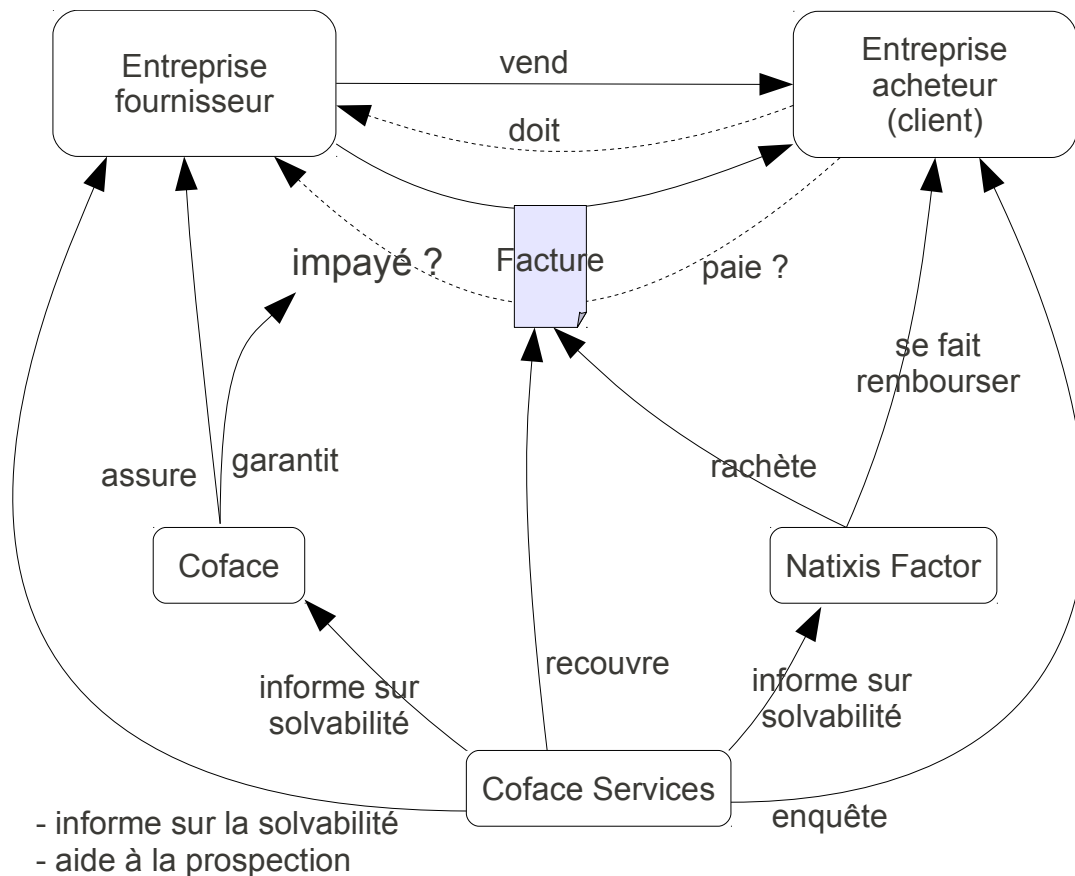 Entreprise
fournisseur
vend
Entreprise
acheteur
(client)
doit
impayé ?
Facture
paie ?
se fait
rembourser
assure
garantit
rachète
Coface
Natixis Factor
informe sur
solvabilité
recouvre
informe sur
solvabilité
Coface Services
enquête
- informe sur la solvabilité
- aide à la prospection